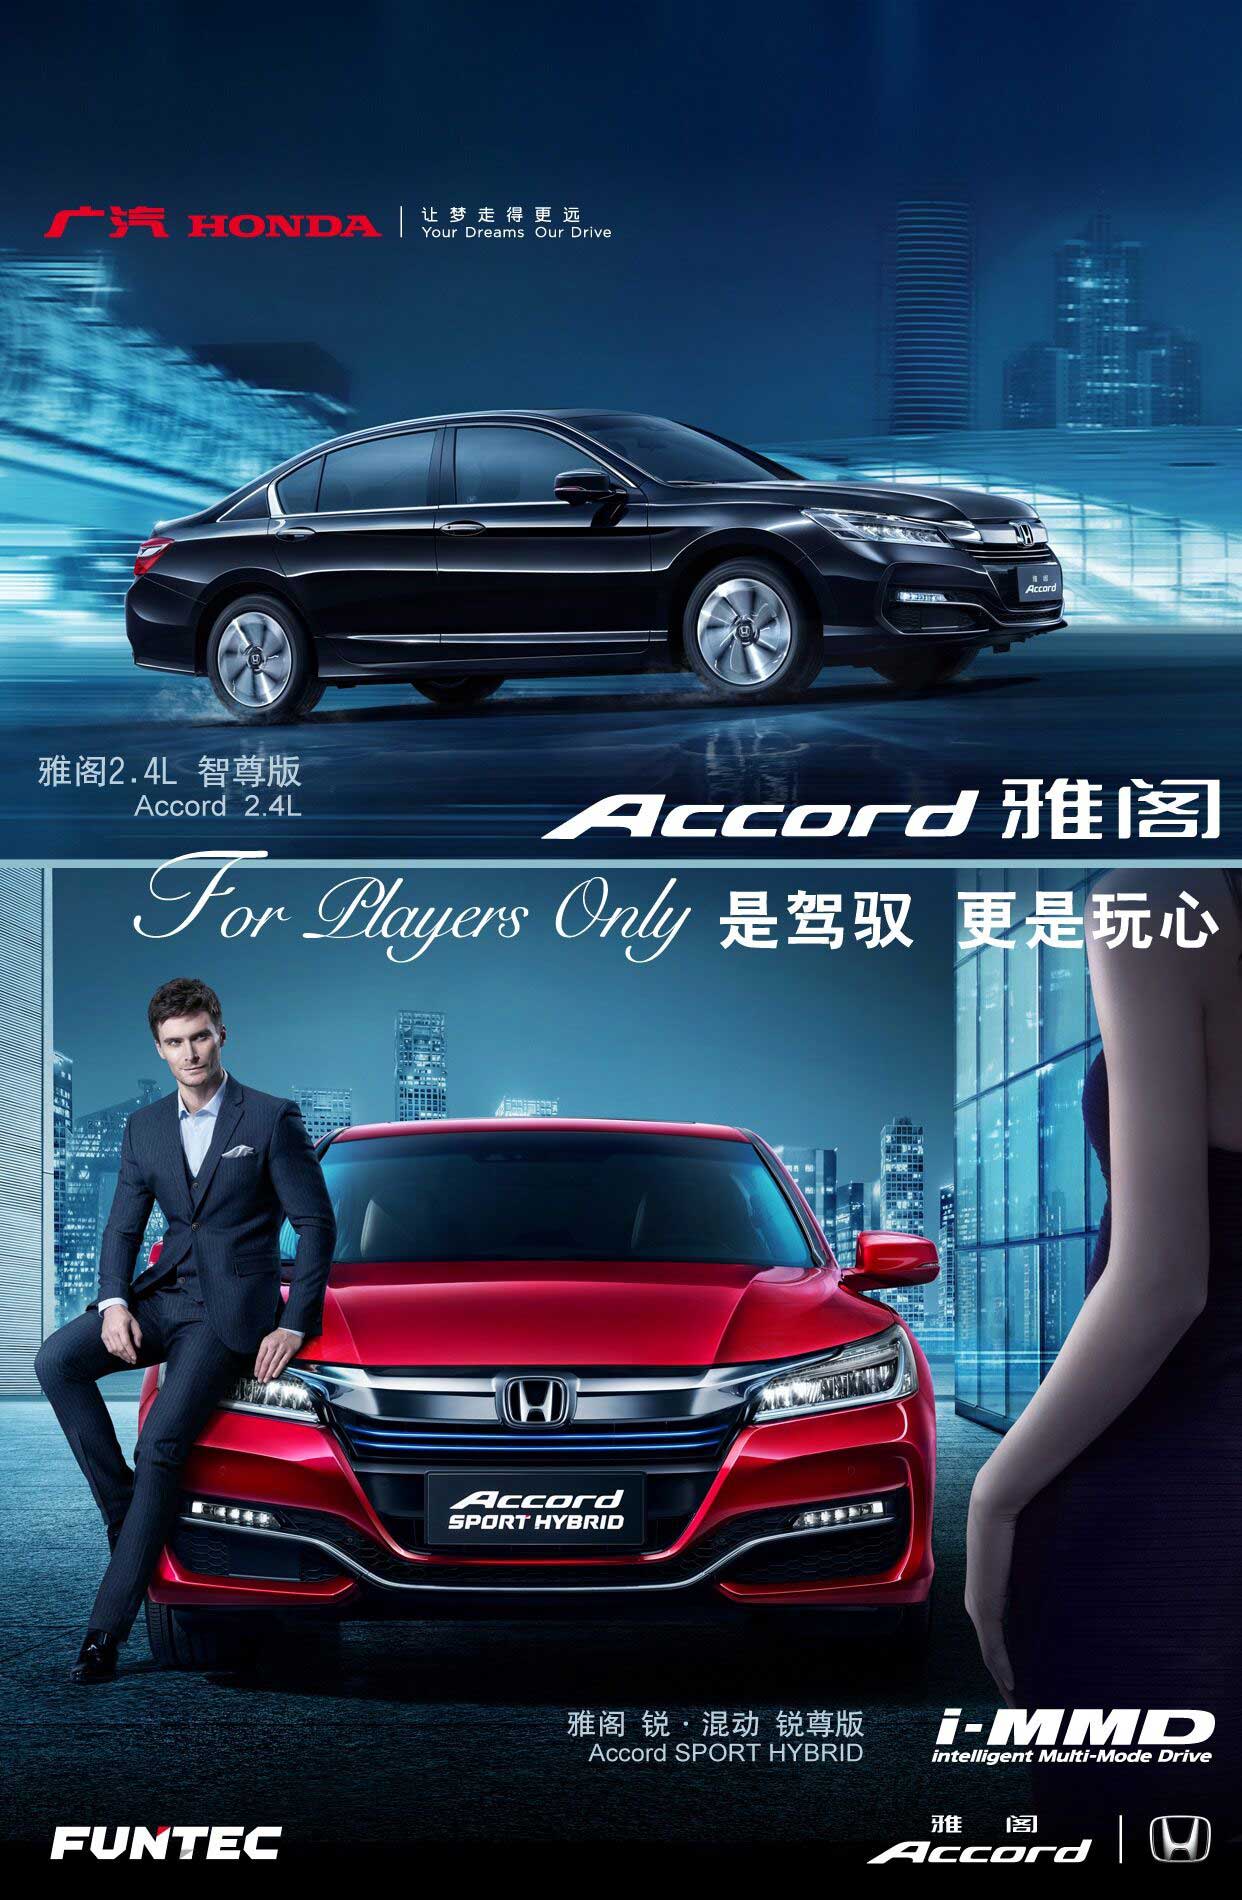 广汽 HONDA
让梦走得更远
Your Dreams Our Drive
雅阁
Accord
雅阁2.4L 智尊版
Accord 2.4L
Accord 雅阁
For Players Only 是驾驭 更是玩心
Accord
SPORT HYBRID
雅阁 锐·混动 锐尊版
Accord SPORT HYBRID
i-MMD
intelligent Multi-Mode Drive
FUNTEC
雅阁
Accord